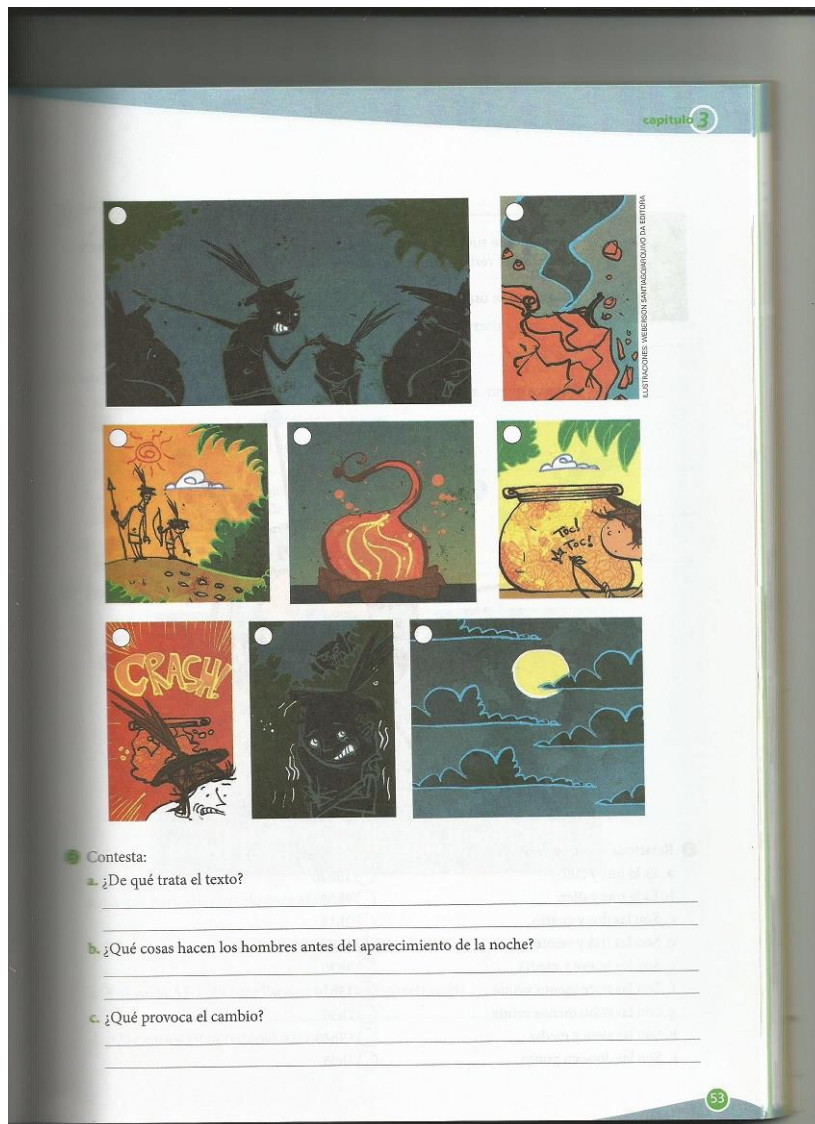 capítulo 3
ILUSTRACIONES: WEBERSON SANTIAGO/ARQUIVO DA EDITORA
TOC!
TOC!
CRASH!
Contesta:
a. ¿De qué trata el texto?
b. ¿Qué cosas hacen los hombres antes del aparecimiento de la noche?
c. ¿Qué provoca el cambio?
53